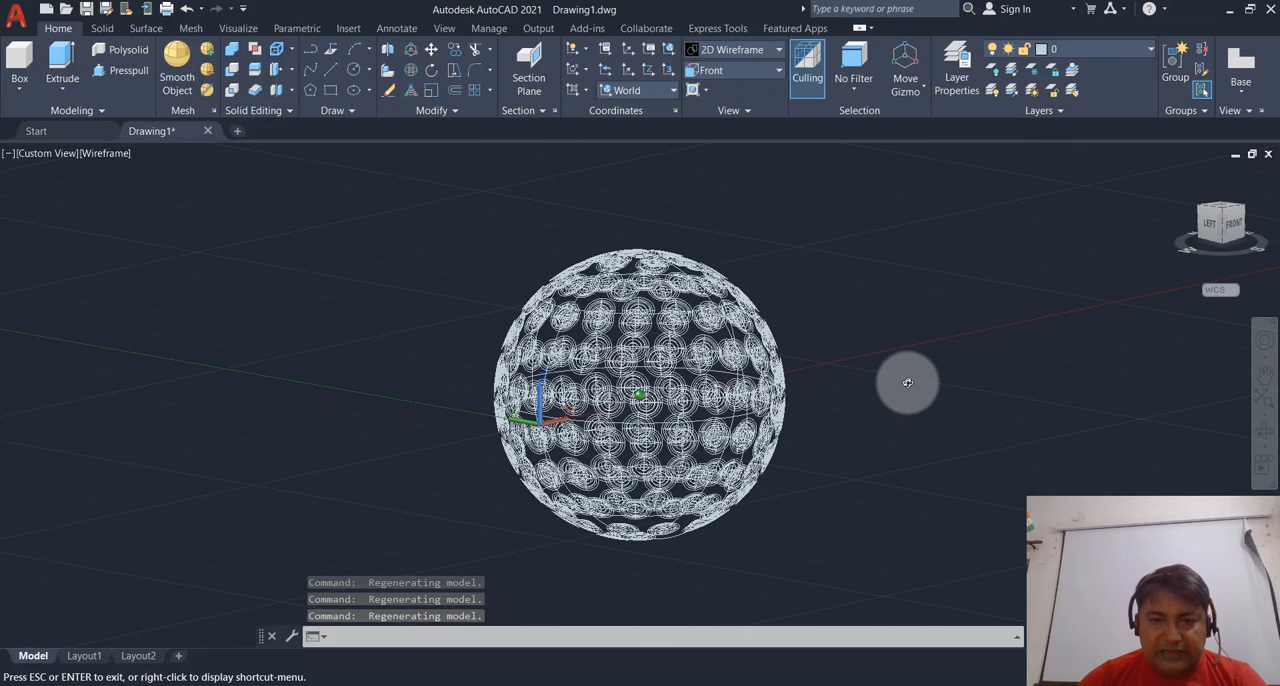 Autodesk AutoCAD 2021 Drawing1.dwg
Type a keyword or phrase
Sign In
Home Solid Surface Mesh Visualize Parametric Insert Annotate View Manage Output Add-ins Collaborate Express Tools Featured Apps
Box
Extrude
Polysolid
Presspull
Smooth
Object
Section
Plane
2D Wireframe
Front
World
Culling
No Filter
Move
Gizmo
Layer
Properties
0
Group
Base
Modeling
Mesh
Solid Editing
Draw
Modify
Section
Coordinates
View
Selection
Layers
Groups
View
Start
Drawing1*
[−][Custom View][Wireframe]
LEFT FRONT
WCS
Command: Regenerating model.
Command: Regenerating model.
Command: Regenerating model.
Model Layout1 Layout2
Press ESC or ENTER to exit, or right-click to display shortcut-menu.